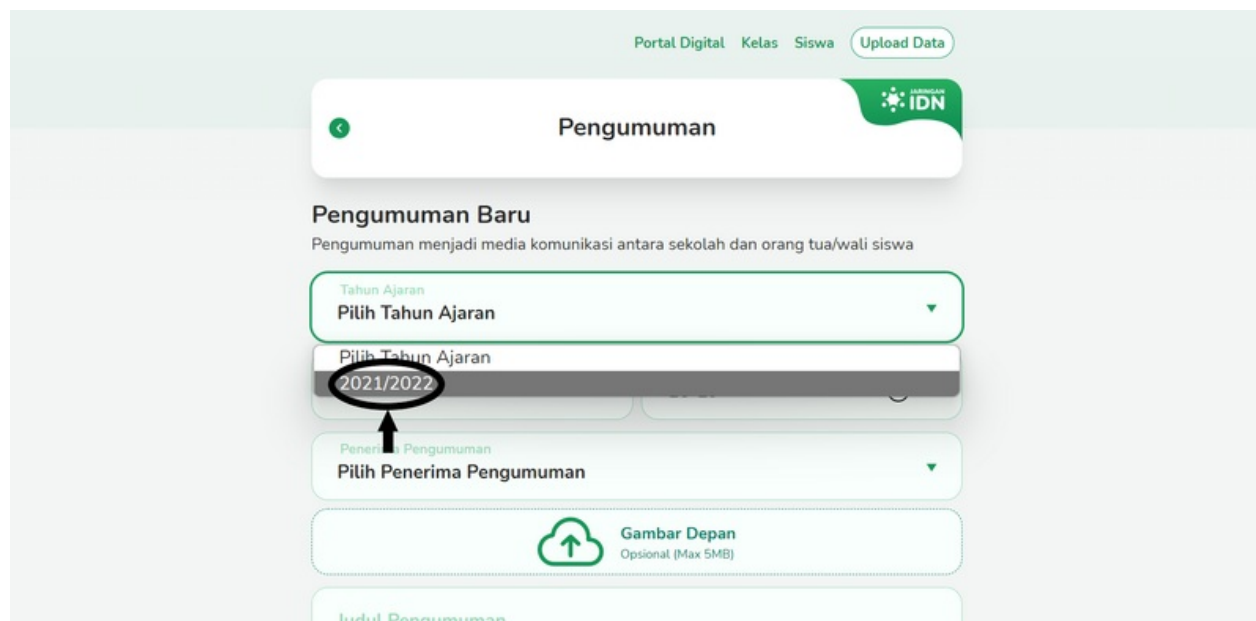 Portal Digital Kelas Siswa Upload Data
JARINGAN
IDN
Pengumuman
Pengumuman Baru
Pengumuman menjadi media komunikasi antara sekolah dan orang tua/wali siswa
Tahun Ajaran
Pilih Tahun Ajaran
Pilih Tahun Ajaran
2021/2022
Penerima Pengumuman
Pilih Penerima Pengumuman
Gambar Depan
Opsional (Max 5MB)
Judul Pengumuman